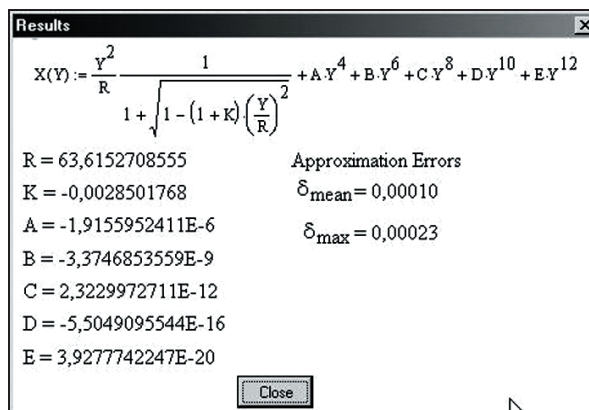 Results
X(Y) := Y^2/R · 1/(1 + √(1 − (1 + K)·(Y/R)^2)) + A·Y^4 + B·Y^6 + C·Y^8 + D·Y^10 + E·Y^12
R = 63,6152708555
Approximation Errors
K = -0,0028501768
δmean = 0,00010
A = -1,9155952411E-6
δmax = 0,00023
B = -3,3746853559E-9
C = 2,3229972711E-12
D = -5,5049095544E-16
E = 3,9277742247E-20
Close